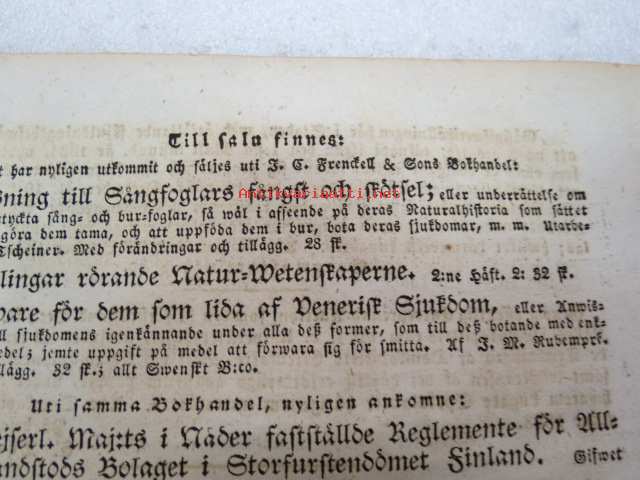 Till salu finnes:
t har nyligen utkommit och säljes uti J. C. Frenckell & Sons Bokhandel:
sning till Sångfoglars fångst och skötsel; eller underrättelse om
tyckta sång- och bur-foglar, så wäl i afseende på deras Naturalhistoria som sättet
göra dem tama, och att uppföda dem i bur, bota deras sjukdomar, m. m. Utarbe-
Tscheiner. Med förändringar och tillägg. 28 sk.
lingar rörande Natur-Wetenskaperne. 2:ne Häft. 2: 32 sk.
pare för dem som lida af Venerisk Sjukdom, eller Anwis-
ll sjukdomens igenkännande under alla deß former, som till deß botande med enk-
edel; jemte uppgift på medel att förwara sig för smitta. Af J. M. Rudemprk.
llägg. 32 sk.; allt Swenskt B:co.
Uti samma Bokhandel, nyligen ankomne:
ejserl. Maj:ts i Nåder fastställde Reglemente för All-
andstods Bolaget i Storfurstendömet Finland. Gifwet